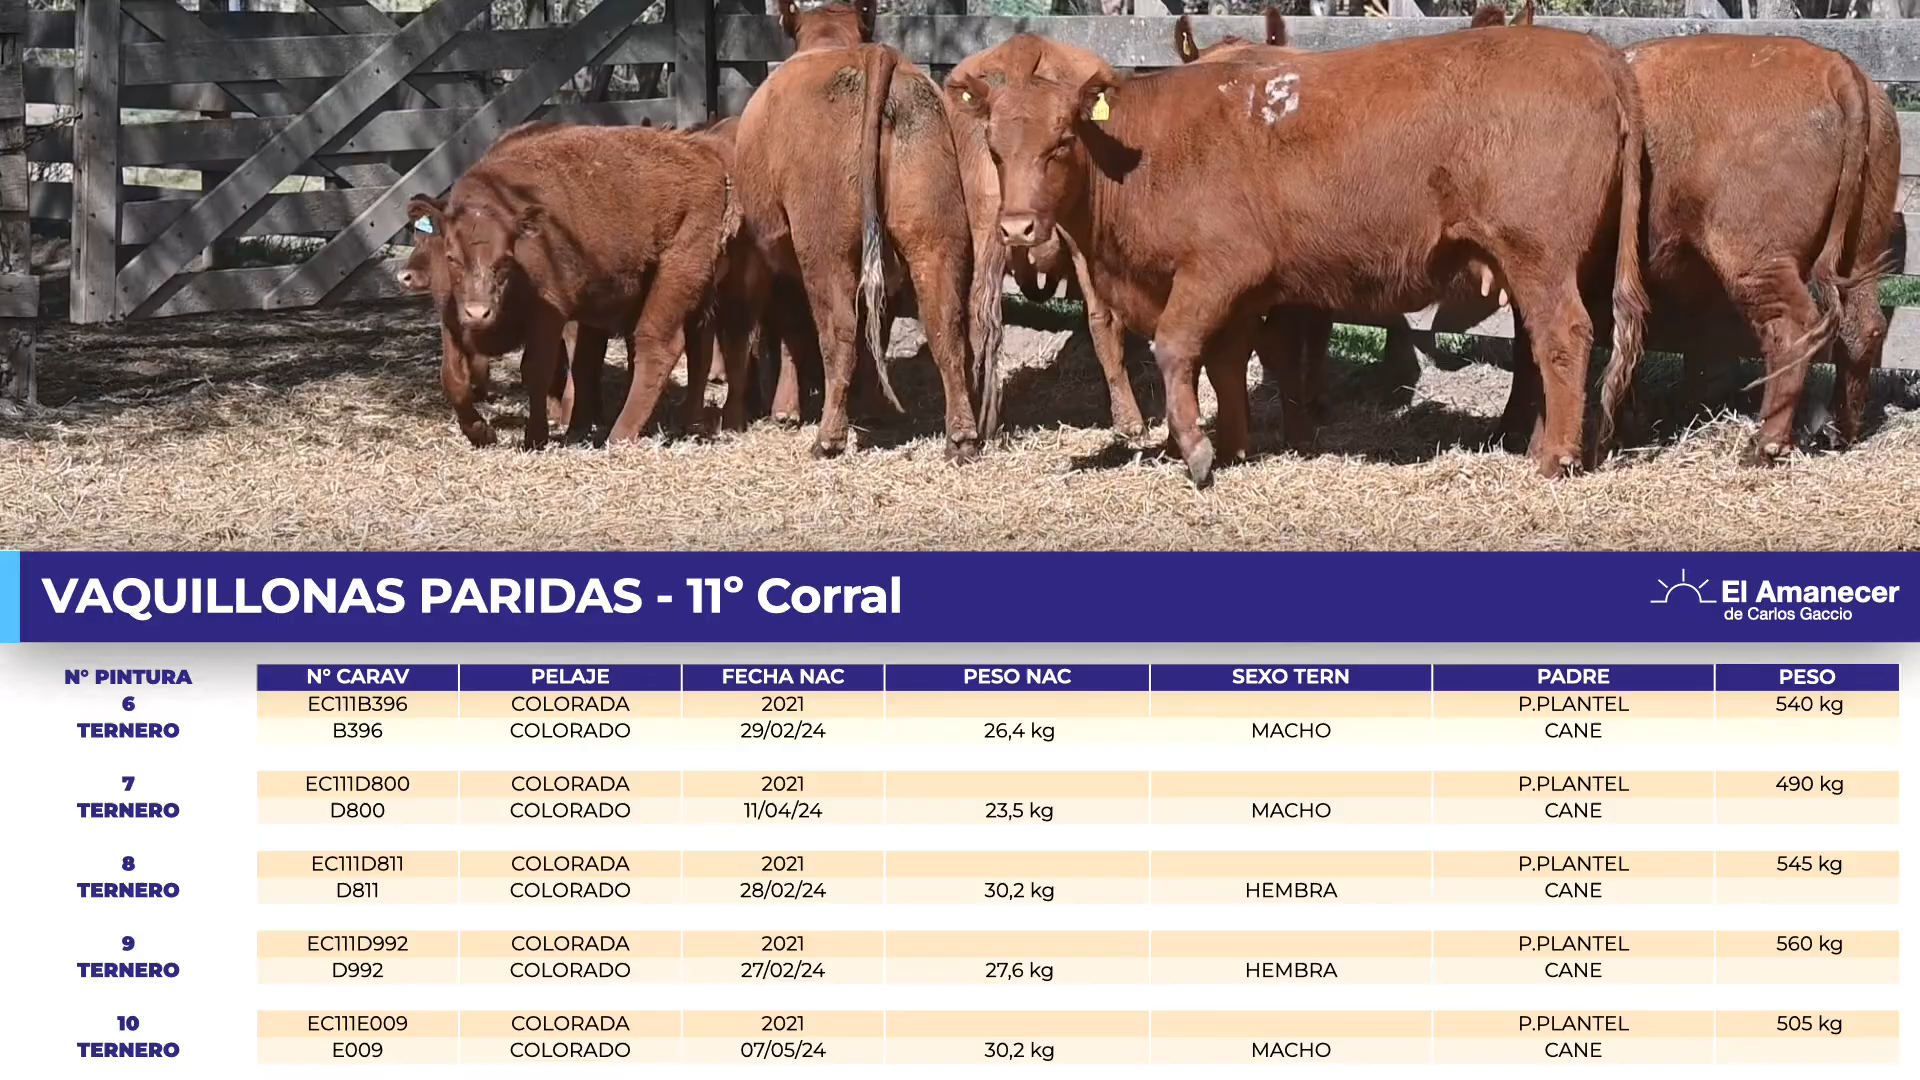 VAQUILLONAS PARIDAS - 11º Corral
El Amanecer
de Carlos Gaccio
Nº PINTURA Nº CARAV PELAJE FECHA NAC PESO NAC SEXO TERN PADRE PESO
6 EC111B396 COLORADA 2021 P.PLANTEL 540 kg
TERNERO B396 COLORADO 29/02/24 26,4 kg MACHO CANE
7 EC111D800 COLORADA 2021 P.PLANTEL 490 kg
TERNERO D800 COLORADO 11/04/24 23,5 kg MACHO CANE
8 EC111D811 COLORADA 2021 P.PLANTEL 545 kg
TERNERO D811 COLORADO 28/02/24 30,2 kg HEMBRA CANE
9 EC111D992 COLORADA 2021 P.PLANTEL 560 kg
TERNERO D992 COLORADO 27/02/24 27,6 kg HEMBRA CANE
10 EC111E009 COLORADA 2021 P.PLANTEL 505 kg
TERNERO E009 COLORADO 07/05/24 30,2 kg MACHO CANE